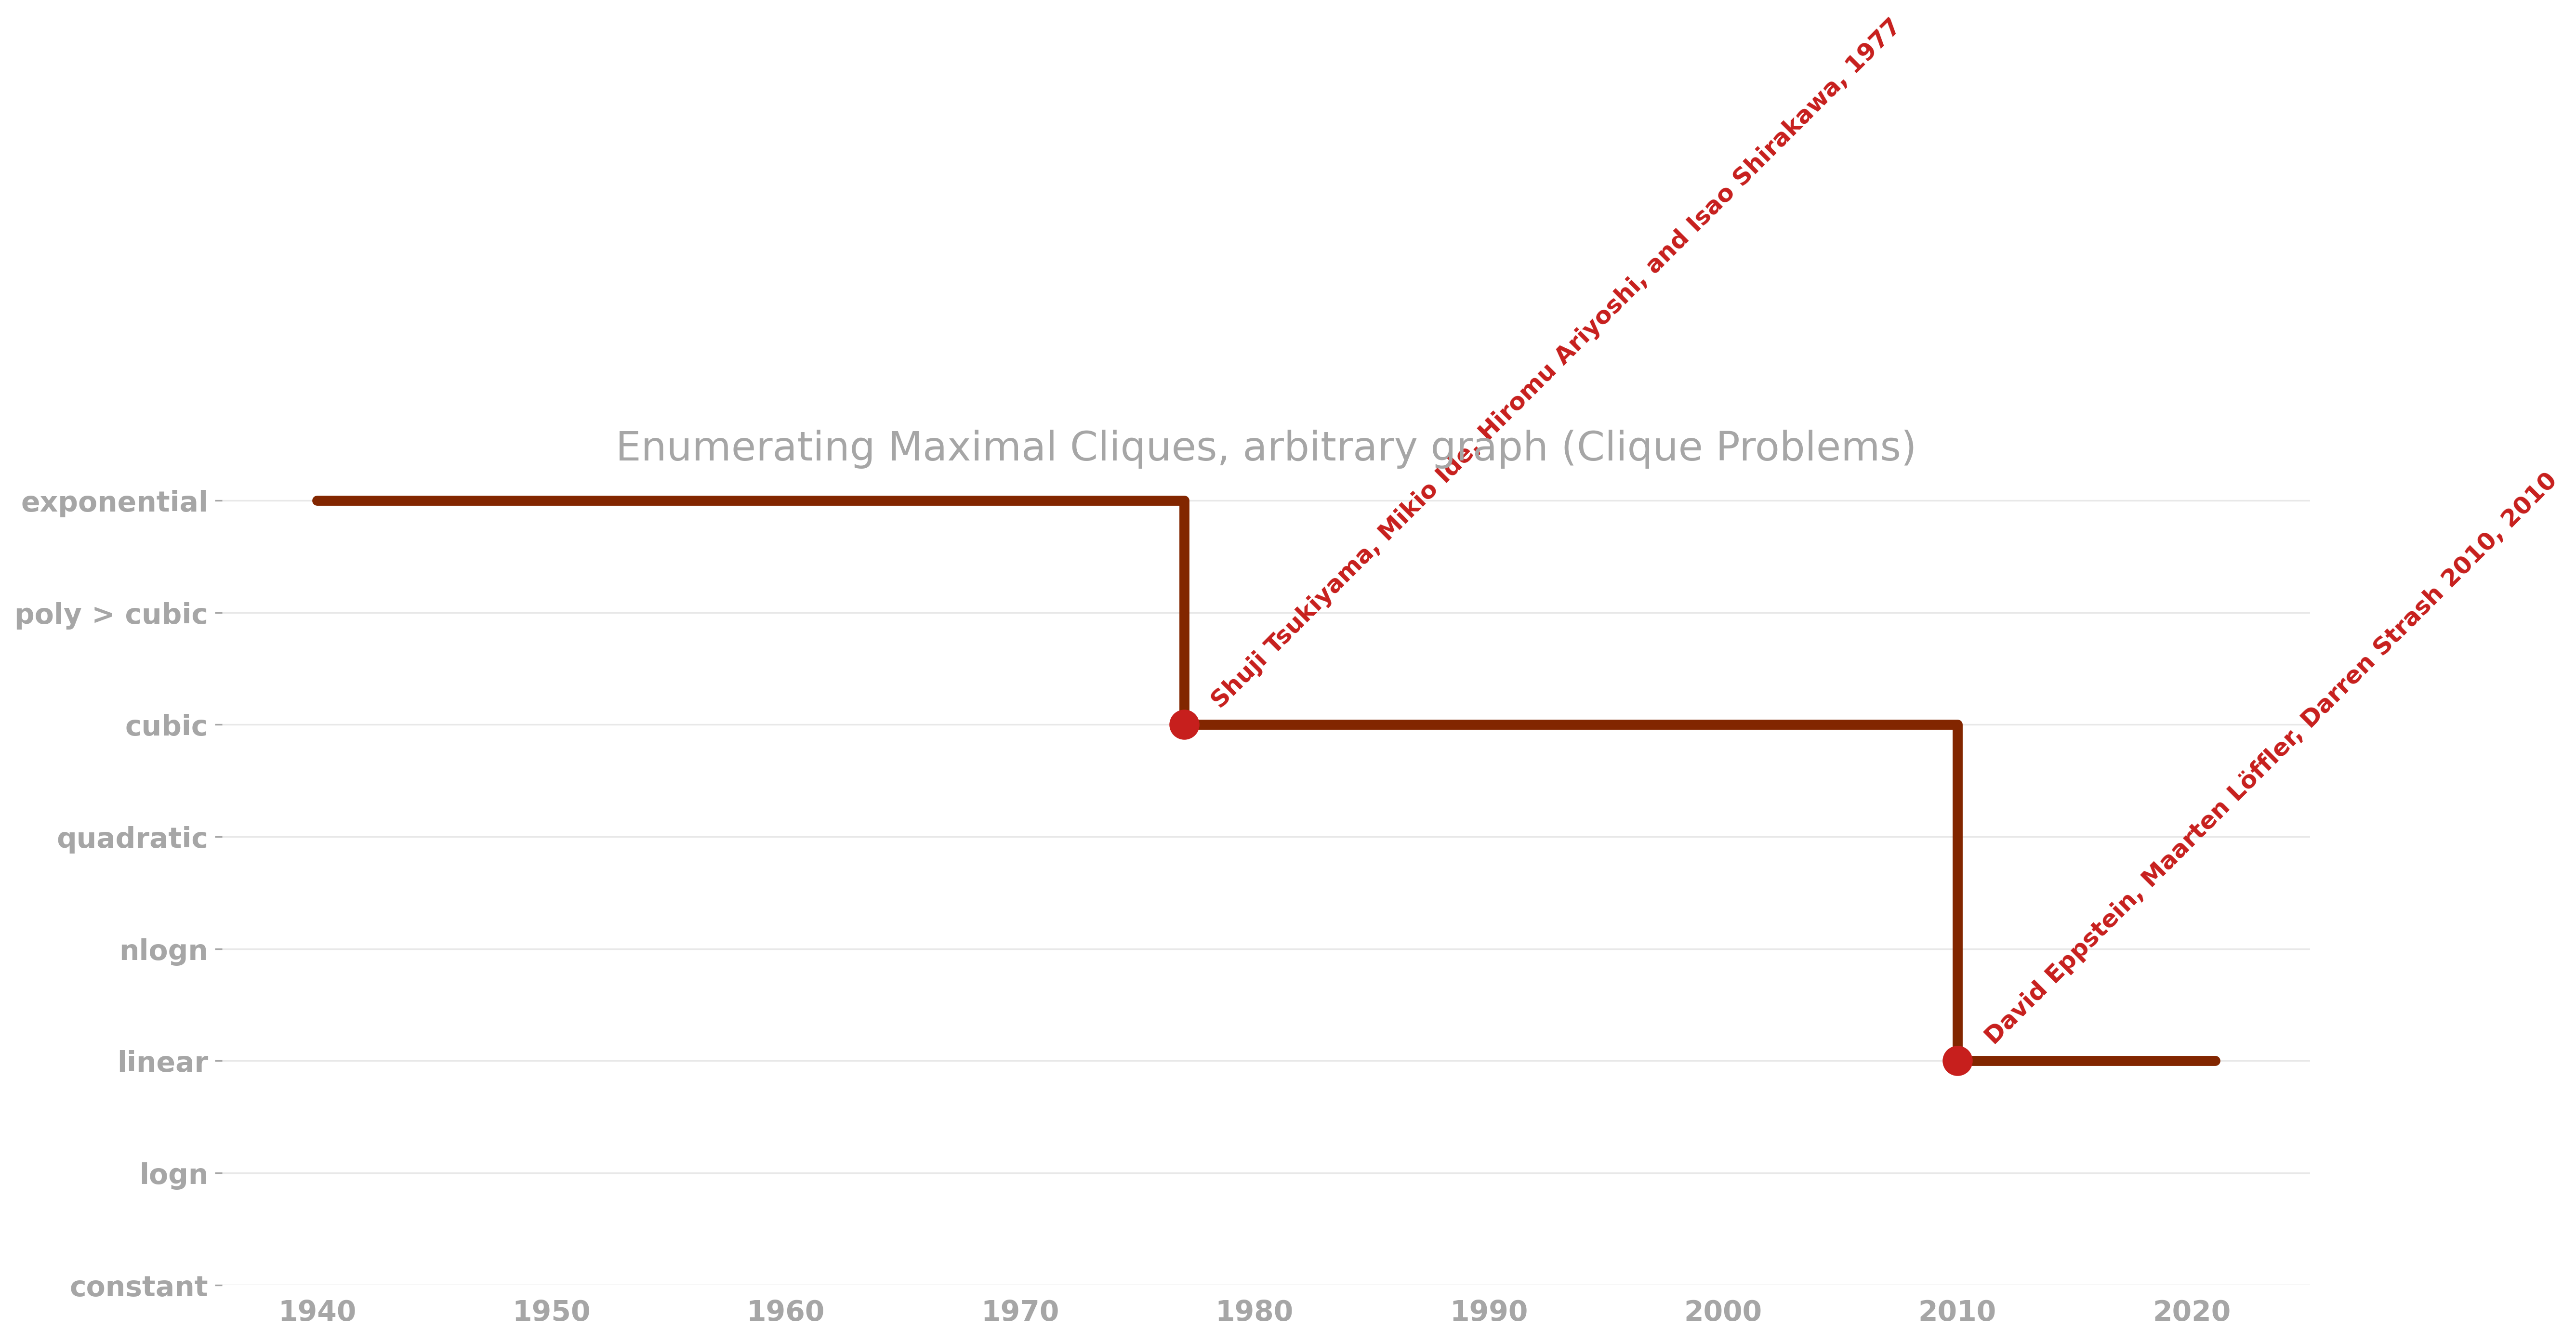 Shuji Tsukiyama, Mikio Ide, Hiromu Ariyoshi, and Isao Shirakawa, 1977
Enumerating Maximal Cliques, arbitrary graph (Clique Problems)
David Eppstein, Maarten Löffler, Darren Strash 2010, 2010
exponential
poly > cubic
cubic
quadratic
nlogn
linear
logn
constant
1940 1950 1960 1970 1980 1990 2000 2010 2020